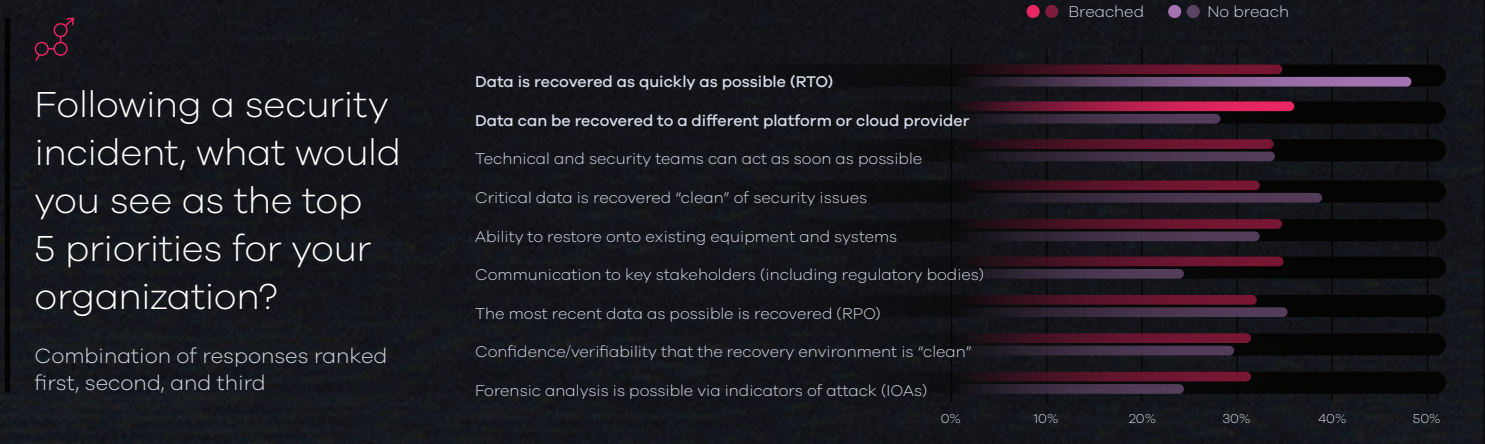 Breached No breach
Following a security
incident, what would
you see as the top
5 priorities for your
organization?
Combination of responses ranked
first, second, and third
Data is recovered as quickly as possible (RTO)
Data can be recovered to a different platform or cloud provider
Technical and security teams can act as soon as possible
Critical data is recovered “clean” of security issues
Ability to restore onto existing equipment and systems
Communication to key stakeholders (including regulatory bodies)
The most recent data as possible is recovered (RPO)
Confidence/verifiability that the recovery environment is “clean”
Forensic analysis is possible via indicators of attack (IOAs)
0% 10% 20% 30% 40% 50%